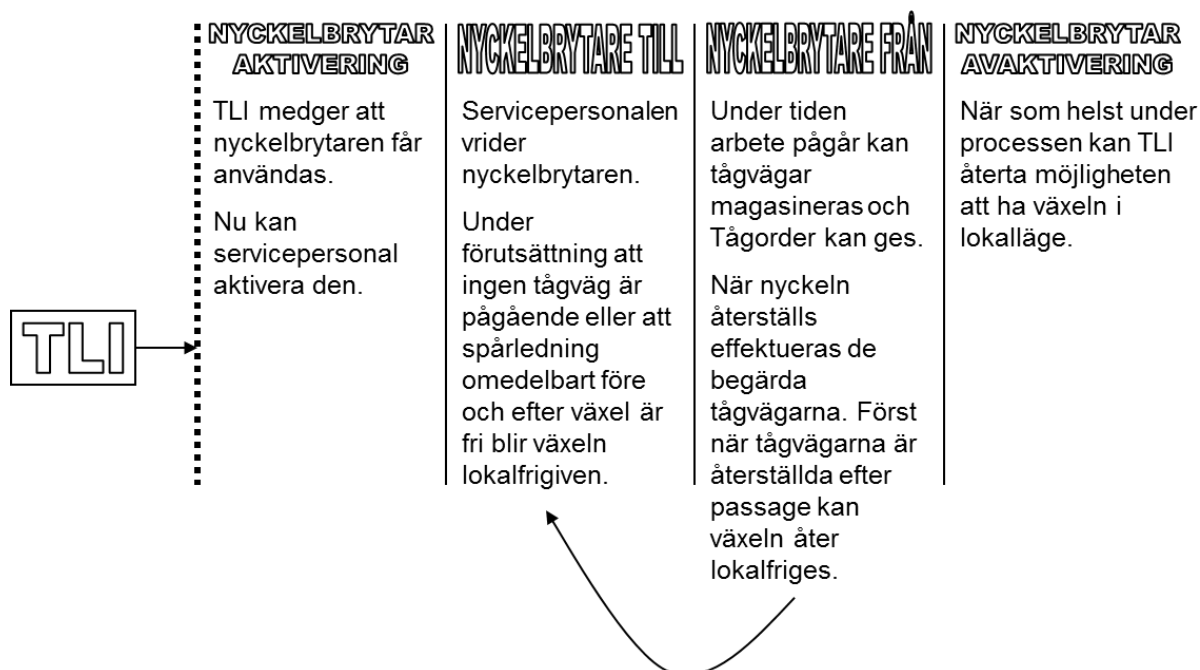 TLI
NYCKELBRYTAR
AKTIVERING
TLI medger att
nyckelbrytaren får
användas.
Nu kan
servicepersonal
aktivera den.
NYCKELBRYTARE TILL
Servicepersonalen
vrider
nyckelbrytaren.
Under
förutsättning att
ingen tågväg är
pågående eller att
spårledning
omedelbart före
och efter växel är
fri blir växeln
lokalfrigiven.
NYCKELBRYTARE FRÅN
Under tiden
arbete pågår kan
tågvägar
magasineras och
Tågorder kan ges.
När nyckeln
återställs
effektueras de
begärda
tågvägarna. Först
när tågvägarna är
återställda efter
passage kan
växeln åter
lokalfriges.
NYCKELBRYTAR
AVAKTIVERING
När som helst under
processen kan TLI
återta möjligheten
att ha växeln i
lokalläge.